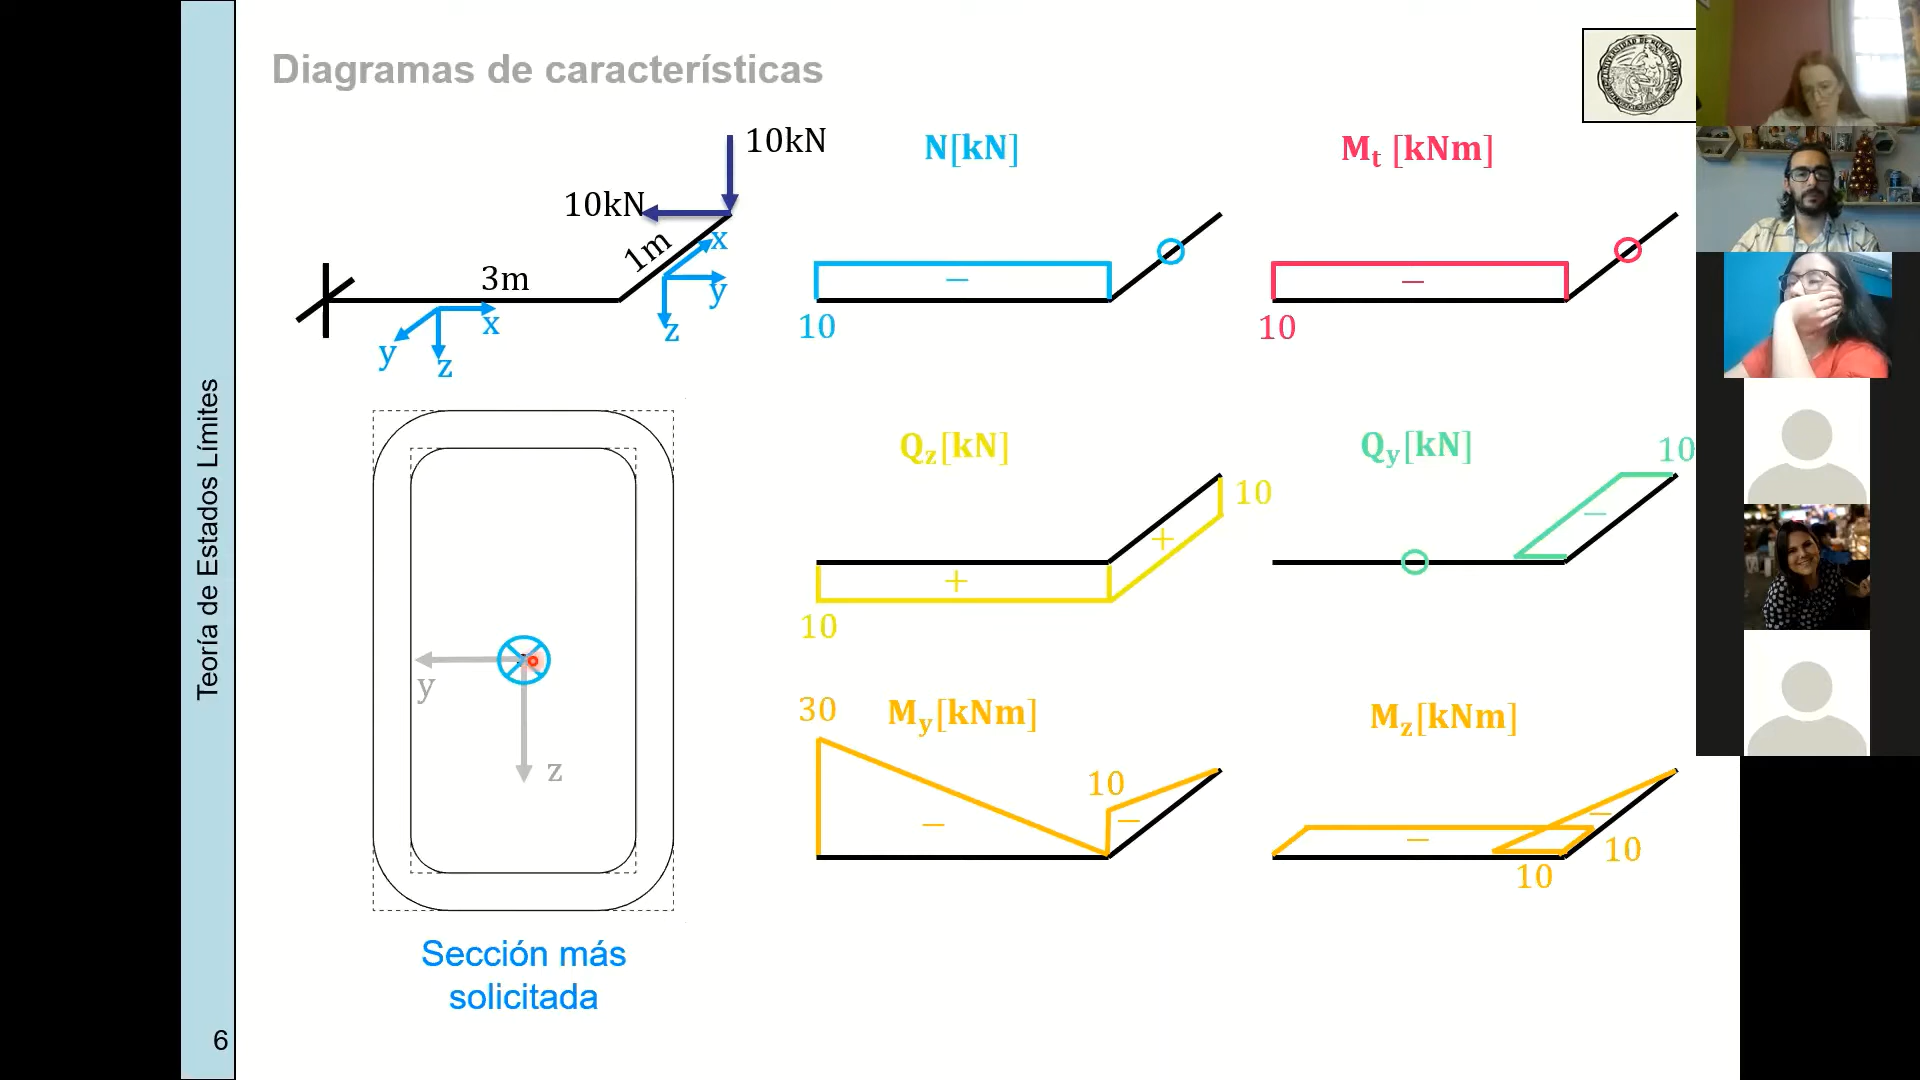 Diagramas de características
Teoría de Estados Límites
6
10kN
10kN
1m
3m
x
y
z
x
y
z
N[kN]
−
10
Mt [kNm]
−
10
Qz[kN]
10
+
+
10
Qy[kN]
10
−
My[kNm]
30
10
−
−
Mz[kNm]
−
−
10
10
y
z
Sección más
solicitada